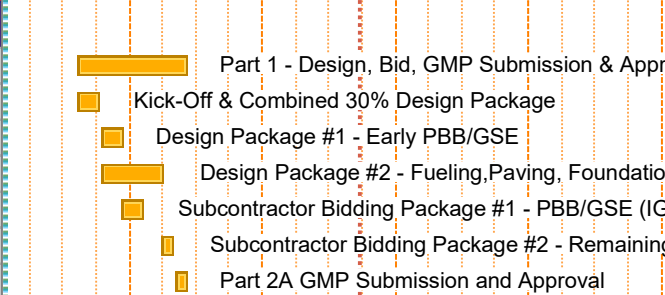 Part 1 - Design, Bid, GMP Submission & Appr
Kick-Off & Combined 30% Design Package
Design Package #1 - Early PBB/GSE
Design Package #2 - Fueling,Paving, Foundatio
Subcontractor Bidding Package #1 - PBB/GSE (IG
Subcontractor Bidding Package #2 - Remaining
Part 2A GMP Submission and Approval